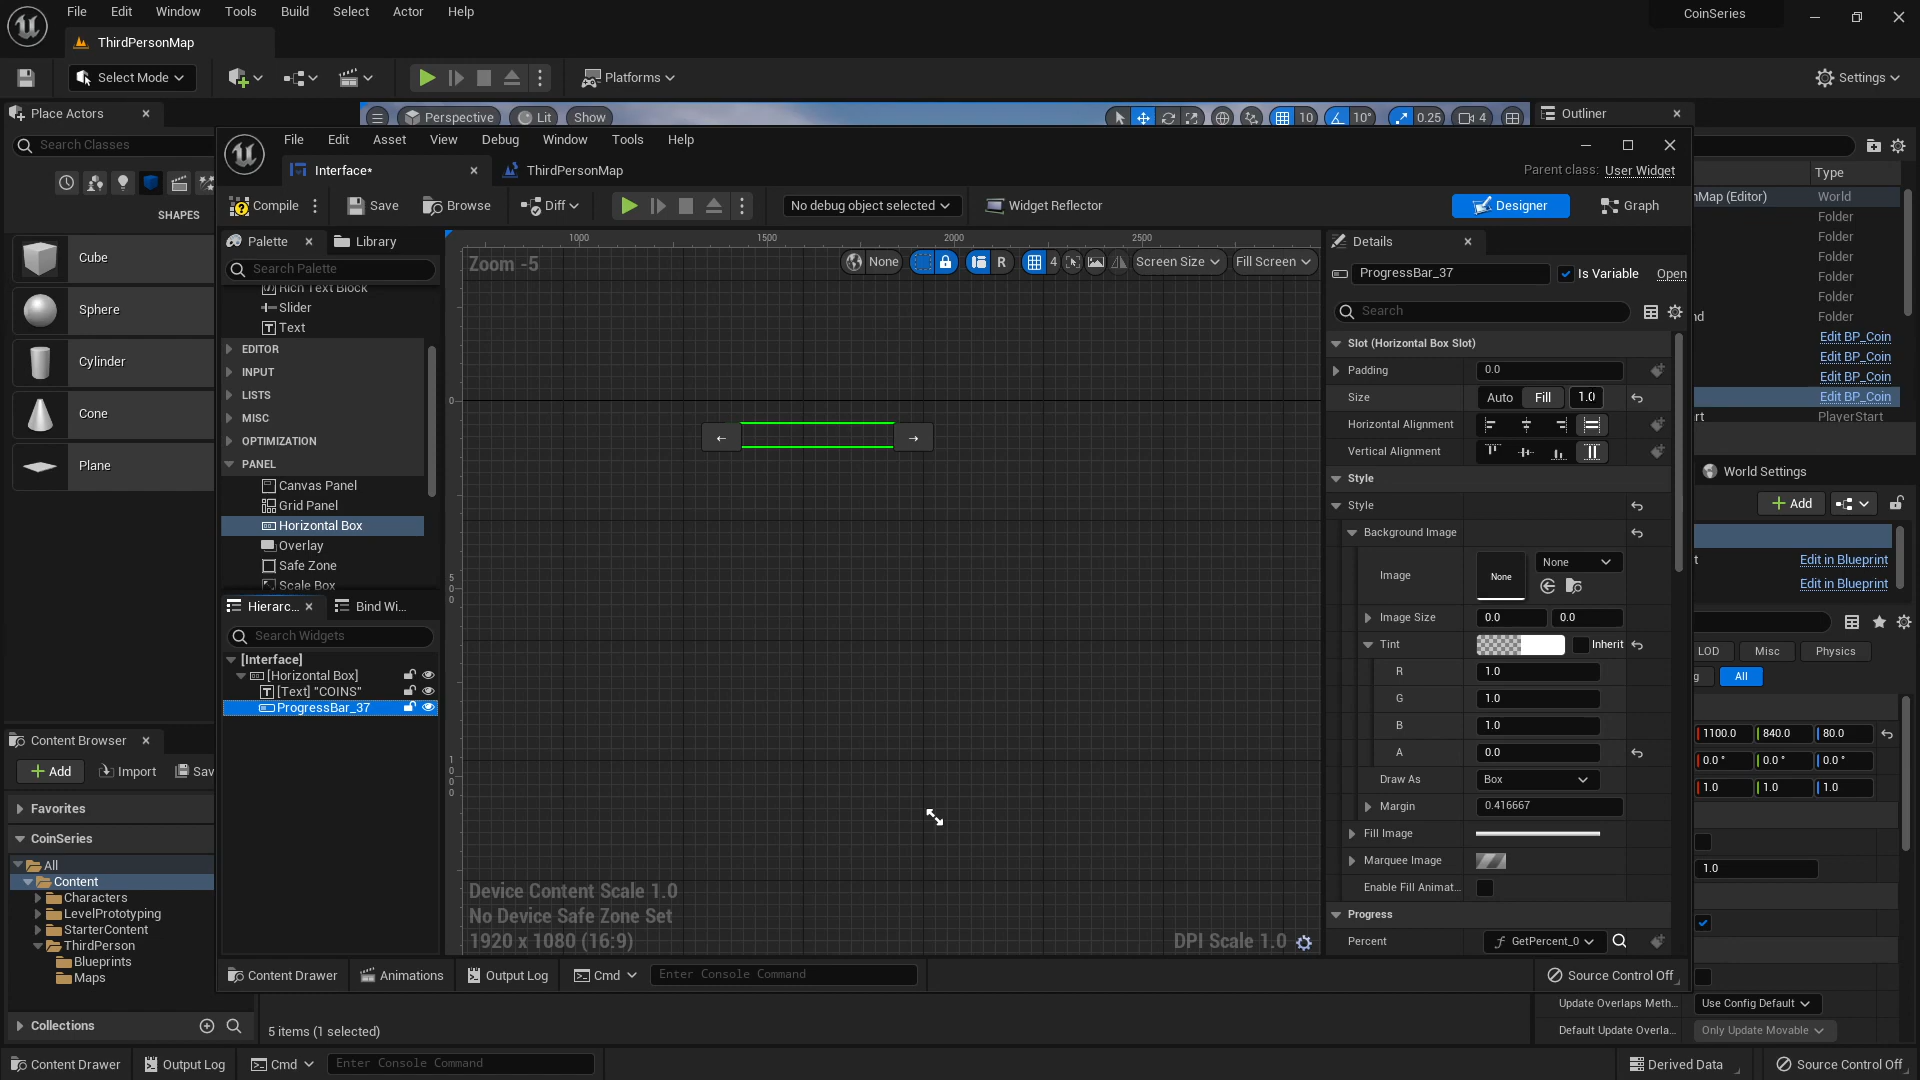 File Edit Window Tools Build Select Actor Help
CoinSeries
ThirdPersonMap
Select Mode
Platforms
Settings
Place Actors
Perspective Lit Show
10 10° 0.25 4
Outliner
Search Classes
SHAPES
Cube
Sphere
Cylinder
Cone
Plane
File Edit Asset View Debug Window Tools Help
Interface*
ThirdPersonMap
Parent class: User Widget
Compile
Save
Browse
Diff
No debug object selected
Widget Reflector
Designer
Graph
Palette
Library
Search Palette
Rich Text Block
Slider
Text
EDITOR
INPUT
LISTS
MISC
OPTIMIZATION
PANEL
Canvas Panel
Grid Panel
Horizontal Box
Overlay
Safe Zone
Scale Box
Hierarc...
Bind Wi...
Search Widgets
[Interface]
[Horizontal Box]
[Text] "COINS"
ProgressBar_37
1000 1500 2000 2500
Zoom -5
None
R
4
Screen Size
Fill Screen
0
500
1000
Device Content Scale 1.0
No Device Safe Zone Set
1920 x 1080 (16:9)
DPI Scale 1.0
Details
ProgressBar_37
Is Variable
Open
Search
Slot (Horizontal Box Slot)
Padding 0.0
Size Auto Fill 1.0
Horizontal Alignment
Vertical Alignment
Style
Style
Background Image
Image None None
Image Size 0.0 0.0
Tint Inherit
R 1.0
G 1.0
B 1.0
A 0.0
Draw As Box
Margin 0.416667
Fill Image
Marquee Image
Enable Fill Animat...
Progress
Percent GetPercent_0
Content Drawer
Animations
Output Log
Cmd
Enter Console Command
Source Control Off
Type
nMap (Editor) World
Folder
Folder
Folder
Folder
Folder
nd Folder
Edit BP_Coin
Edit BP_Coin
Edit BP_Coin
Edit BP_Coin
rt PlayerStart
World Settings
Add
t Edit in Blueprint
Edit in Blueprint
LOD Misc Physics
g All
1100.0 840.0 80.0
0.0° 0.0° 0.0°
1.0 1.0 1.0
1.0
Update Overlaps Meth... Use Config Default
Default Update Overla... Only Update Movable
Content Browser
Add
Import
Sav
Favorites
CoinSeries
All
Content
Characters
LevelPrototyping
StarterContent
ThirdPerson
Blueprints
Maps
Collections
5 items (1 selected)
Content Drawer
Output Log
Cmd
Enter Console Command
Derived Data
Source Control Off